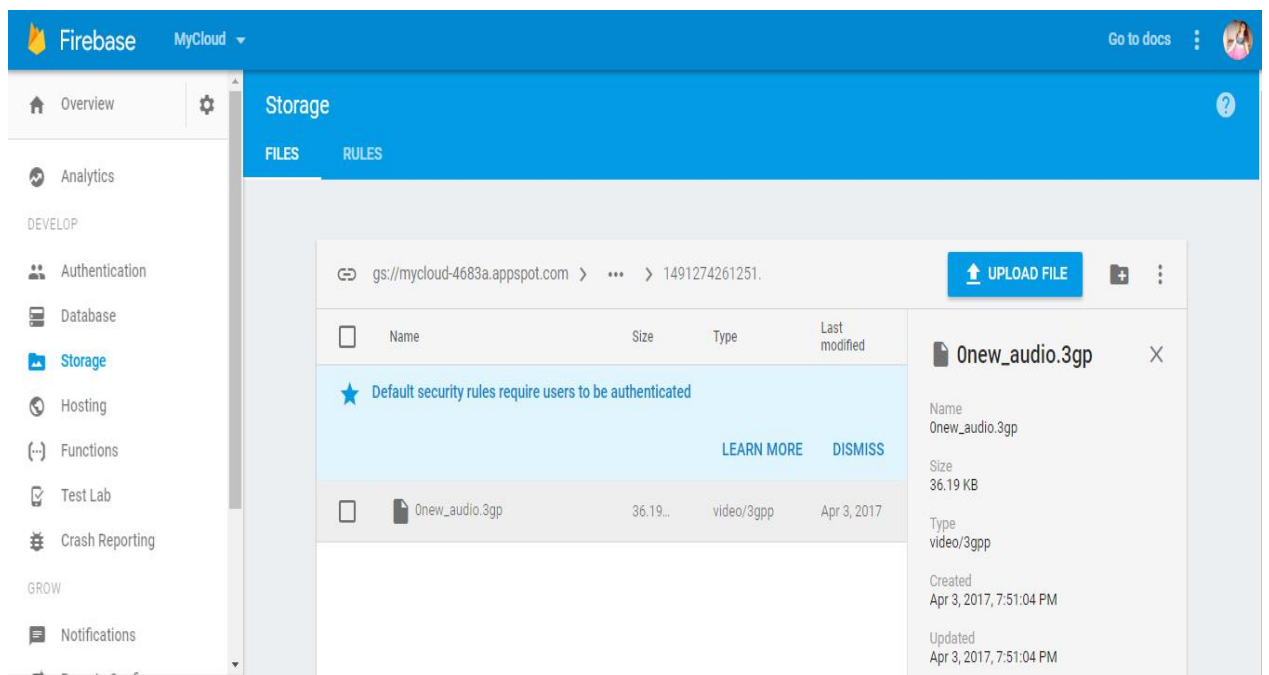 Firebase MyCloud Go to docs
Overview
Analytics
DEVELOP
Authentication
Database
Storage
Hosting
Functions
Test Lab
Crash Reporting
GROW
Notifications
Storage
FILES RULES
gs://mycloud-4683a.appspot.com > ••• > 1491274261251.
UPLOAD FILE
Name Size Type Last modified
Default security rules require users to be authenticated
LEARN MORE DISMISS
0new_audio.3gp 36.19... video/3gpp Apr 3, 2017
0new_audio.3gp
Name
0new_audio.3gp
Size
36.19 KB
Type
video/3gpp
Created
Apr 3, 2017, 7:51:04 PM
Updated
Apr 3, 2017, 7:51:04 PM